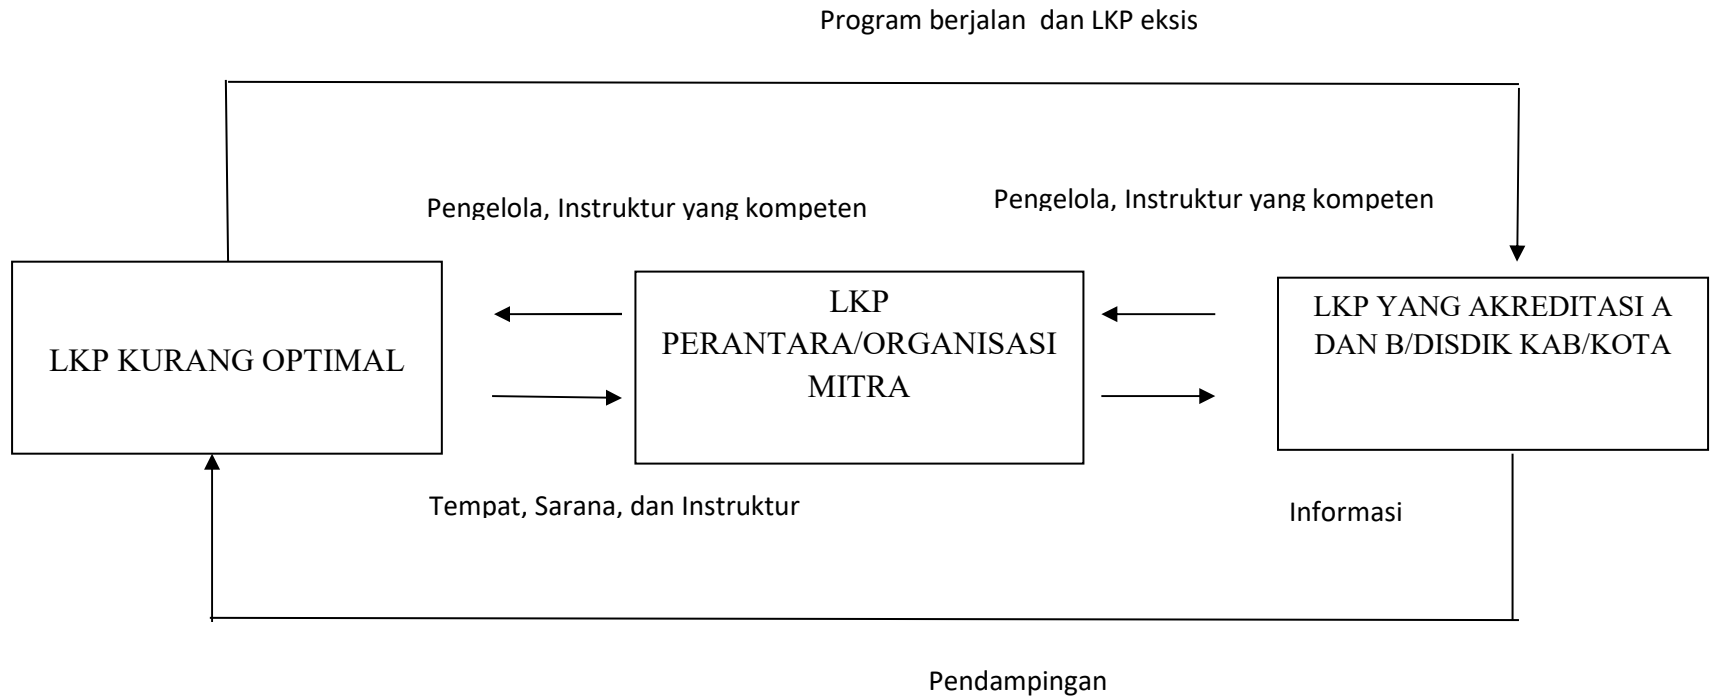 Program berjalan  dan LKP eksis
Pengelola, Instruktur yang kompeten
Pengelola, Instruktur yang kompeten
LKP KURANG OPTIMAL
LKP
PERANTARA/ORGANISASI
MITRA
LKP YANG AKREDITASI A
DAN B/DISDIK KAB/KOTA
Tempat, Sarana, dan Instruktur
Informasi
Pendampingan